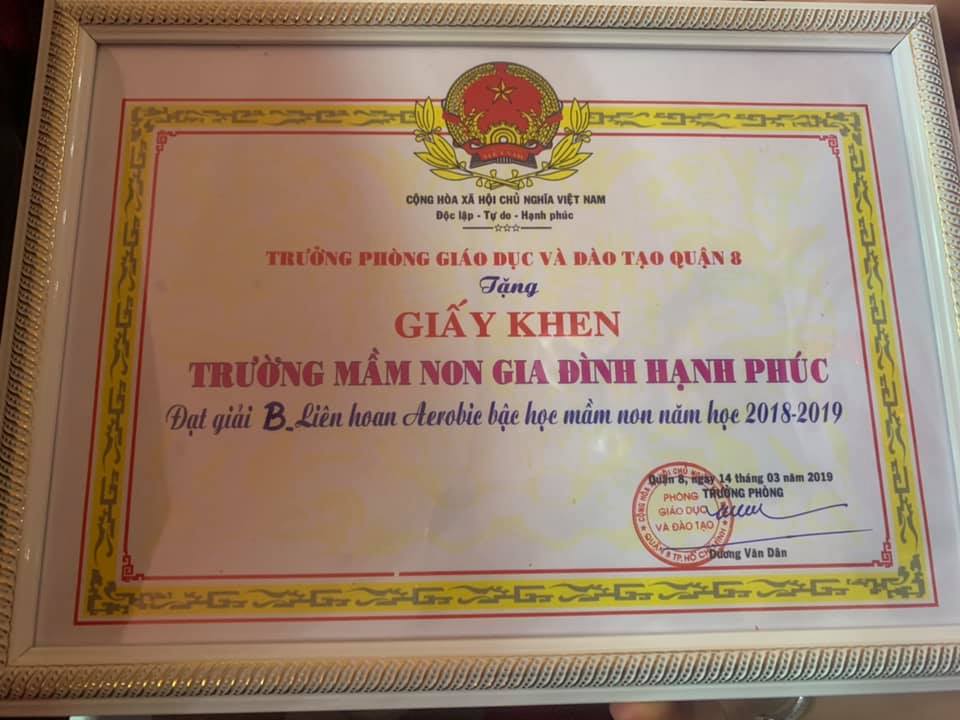 VIỆT NAM
CỘNG HÒA XÃ HỘI CHỦ NGHĨA VIỆT NAM
Độc lập - Tự do - Hạnh phúc
TRƯỞNG PHÒNG GIÁO DỤC VÀ ĐÀO TẠO QUẬN 8
Tặng
GIẤY KHEN
TRƯỜNG MẦM NON GIA ĐÌNH HẠNH PHÚC
Đạt giải B_Liên hoan Aerobic bậc học mầm non năm học 2018-2019
Quận 8, ngày 14 tháng 03 năm 2019
TRƯỞNG PHÒNG
PHÒNG
GIÁO DỤC
VÀ ĐÀO TẠO
Dương Văn Dân